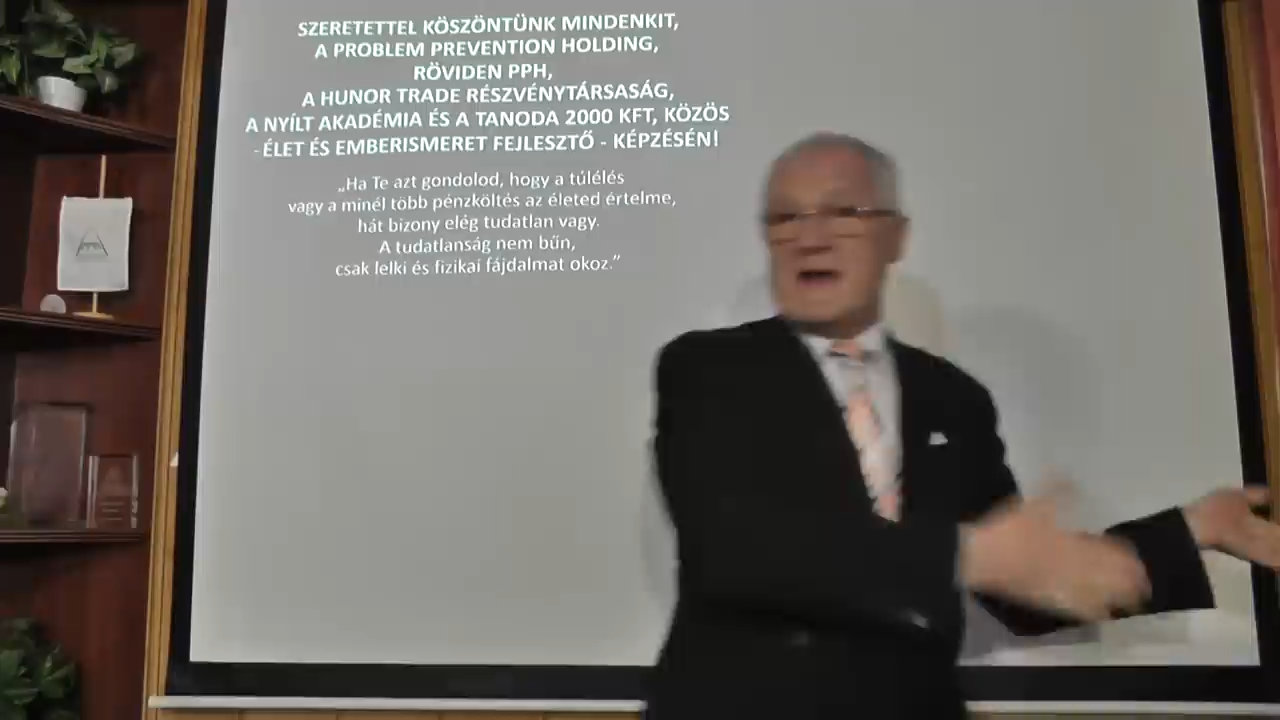 SZERETETTEL KÖSZÖNTÜNK MINDENKIT,
A PROBLEM PREVENTION HOLDING,
RÖVIDEN PPH,
A HUNOR TRADE RÉSZVÉNYTÁRSASÁG,
A NYÍLT AKADÉMIA ÉS A TANODA 2000 KFT, KÖZÖS
- ÉLET ÉS EMBERISMERET FEJLESZTŐ - KÉPZÉSÉN!
„Ha Te azt gondolod, hogy a túlélés
vagy a minél több pénzköltés az életed értelme,
hát bizony elég tudatlan vagy.
A tudatlanság nem bűn,
csak lelki és fizikai fájdalmat okoz.”